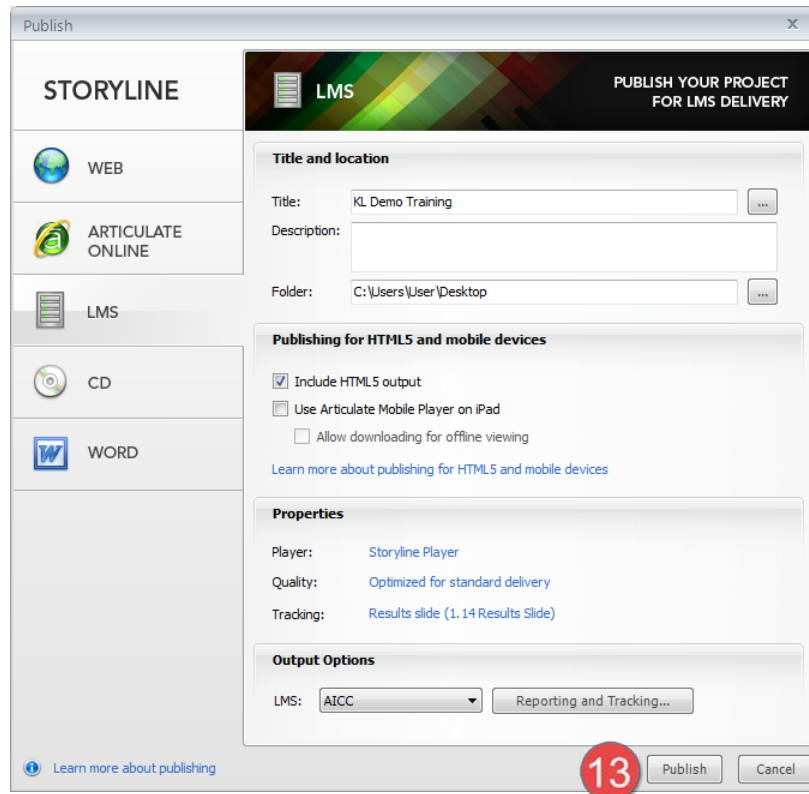 Publish
x
STORYLINE
WEB
ARTICULATE
ONLINE
LMS
CD
WORD
LMS
PUBLISH YOUR PROJECT
FOR LMS DELIVERY
Title and location
Title: KL Demo Training ...
Description:
Folder: C:\Users\User\Desktop ...
Publishing for HTML5 and mobile devices
Include HTML5 output
Use Articulate Mobile Player on iPad
Allow downloading for offline viewing
Learn more about publishing for HTML5 and mobile devices
Properties
Player: Storyline Player
Quality: Optimized for standard delivery
Tracking: Results slide (1.14 Results Slide)
Output Options
LMS: AICC Reporting and Tracking...
Learn more about publishing
13 Publish Cancel